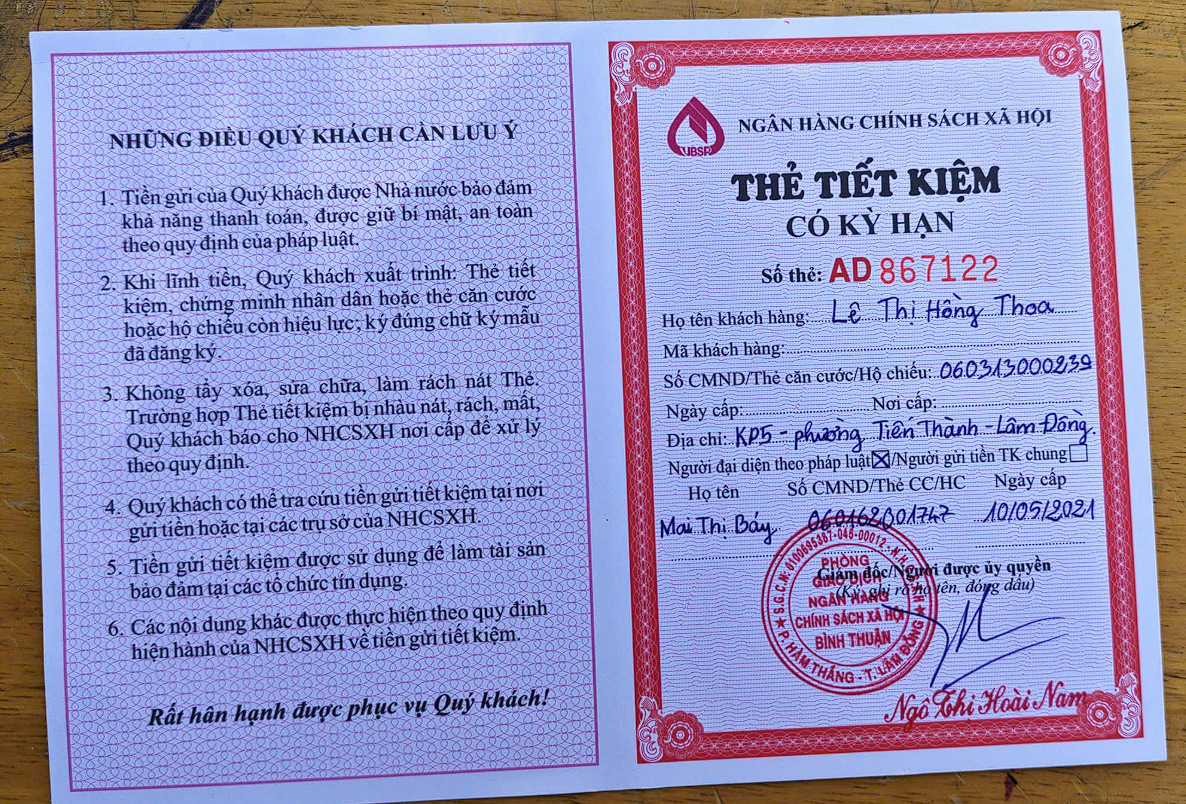 NHỮNG ĐIỀU QUÝ KHÁCH CẦN LƯU Ý
1. Tiền gửi của Quý khách được Nhà nước bảo đảm
khả năng thanh toán, được giữ bí mật, an toàn
theo quy định của pháp luật.
2. Khi lĩnh tiền, Quý khách xuất trình: Thẻ tiết
kiệm, chứng minh nhân dân hoặc thẻ căn cước
hoặc hộ chiếu còn hiệu lực; ký đúng chữ ký mẫu
đã đăng ký.
3. Không tẩy xóa, sửa chữa, làm rách nát Thẻ.
Trường hợp Thẻ tiết kiệm bị nhàu nát, rách, mất,
Quý khách báo cho NHCSXH nơi cấp để xử lý
theo quy định.
4. Quý khách có thể tra cứu tiền gửi tiết kiệm tại nơi
gửi tiền hoặc tại các trụ sở của NHCSXH.
5. Tiền gửi tiết kiệm được sử dụng để làm tài sản
bảo đảm tại các tổ chức tín dụng.
6. Các nội dung khác được thực hiện theo quy định
hiện hành của NHCSXH về tiền gửi tiết kiệm.
Rất hân hạnh được phục vụ Quý khách!
VBSP
NGÂN HÀNG CHÍNH SÁCH XÃ HỘI
THẺ TIẾT KIỆM
CÓ KỲ HẠN
Số thẻ: AD 867122
Họ tên khách hàng: Lê Thị Hồng Thoa
Mã khách hàng:
Số CMND/Thẻ căn cước/Hộ chiếu: 060313000239
Ngày cấp: Nơi cấp:
Địa chỉ: KP5 - phường Tiến Thành - Lâm Đồng.
Người đại diện theo pháp luật☒/Người gửi tiền TK chung☐
Họ tên Số CMND/Thẻ CC/HC Ngày cấp
Mai Thị Bảy 060162001747 10/05/2021
Giám đốc/Người được ủy quyền
(Ký, ghi rõ họ tên, đóng dấu)
S.G.C.N: 0100695387-046-00012
PHÒNG
GIAO DỊCH
NGÂN HÀNG
CHÍNH SÁCH XÃ HỘI
BÌNH THUẬN
P. HÀM THẮNG - T. LÂM ĐỒNG
Ngô Thị Hoài Nam